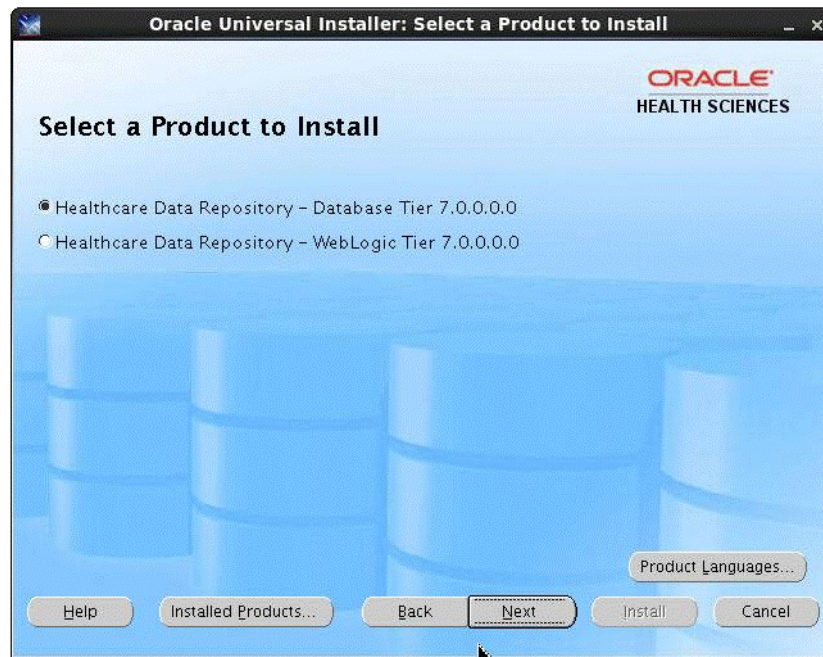 Oracle Universal Installer: Select a Product to Install
ORACLE
HEALTH SCIENCES
Select a Product to Install
Healthcare Data Repository - Database Tier 7.0.0.0.0
Healthcare Data Repository - WebLogic Tier 7.0.0.0.0
Product Languages...
Help Installed Products... Back Next Install Cancel